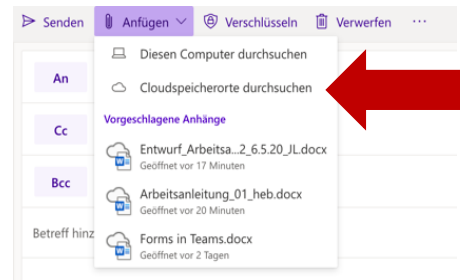 Senden Anfügen Verschlüsseln Verwerfen ...
Diesen Computer durchsuchen
An
Cloudspeicherorte durchsuchen
Vorgeschlagene Anhänge
Cc
Entwurf_Arbeitsa...2_6.5.20_JL.docx
Geöffnet vor 17 Minuten
Bcc
Arbeitsanleitung_01_heb.docx
Geöffnet vor 20 Minuten
Betreff hinz
Forms in Teams.docx
Geöffnet vor 2 Tagen